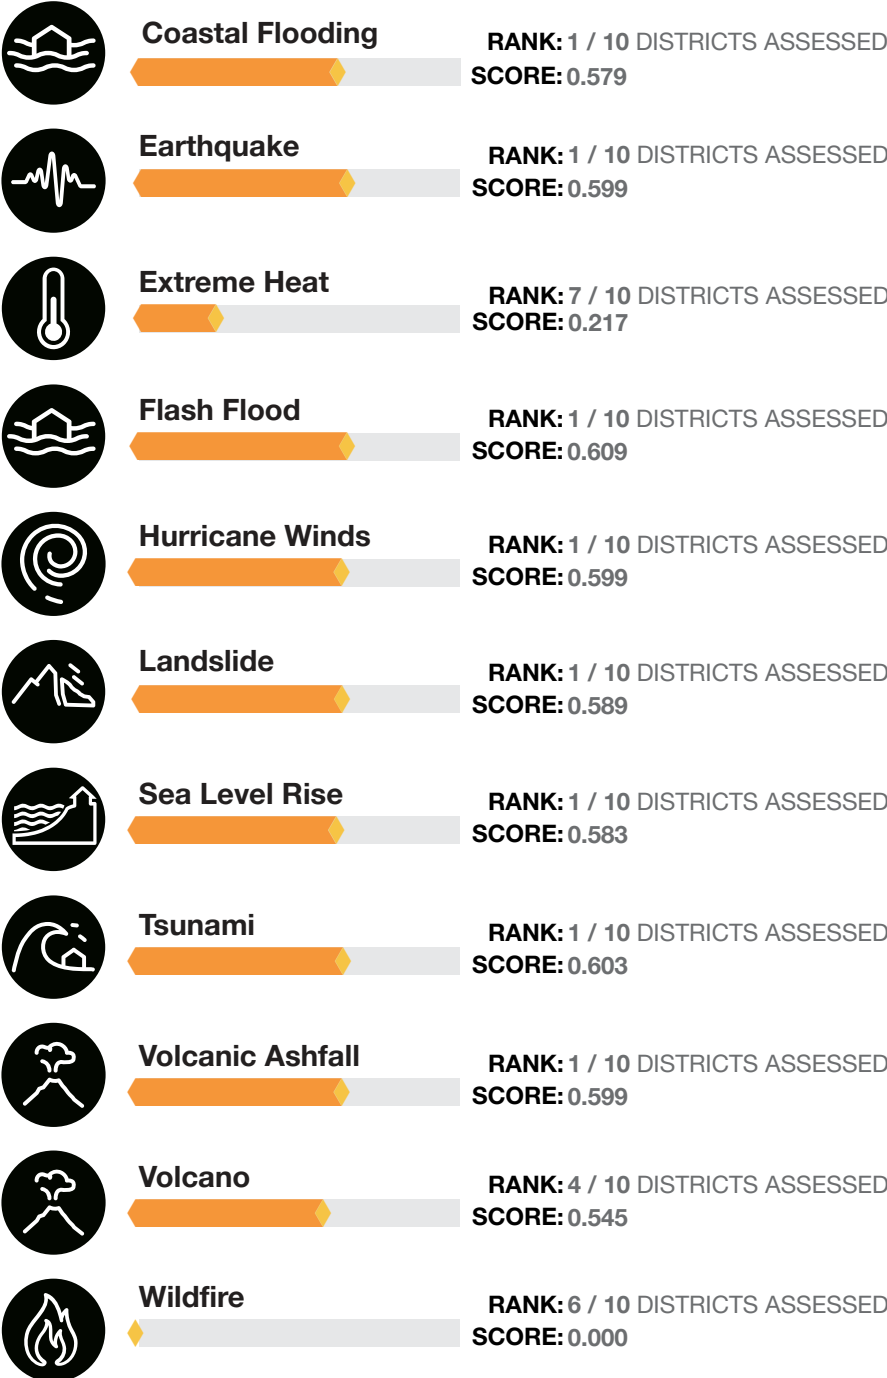 Coastal Flooding
RANK: 1 / 10 DISTRICTS ASSESSED
SCORE: 0.579
Earthquake
RANK: 1 / 10 DISTRICTS ASSESSED
SCORE: 0.599
Extreme Heat
RANK: 7 / 10 DISTRICTS ASSESSED
SCORE: 0.217
Flash Flood
RANK: 1 / 10 DISTRICTS ASSESSED
SCORE: 0.609
Hurricane Winds
RANK: 1 / 10 DISTRICTS ASSESSED
SCORE: 0.599
Landslide
RANK: 1 / 10 DISTRICTS ASSESSED
SCORE: 0.589
Sea Level Rise
RANK: 1 / 10 DISTRICTS ASSESSED
SCORE: 0.583
Tsunami
RANK: 1 / 10 DISTRICTS ASSESSED
SCORE: 0.603
Volcanic Ashfall
RANK: 1 / 10 DISTRICTS ASSESSED
SCORE: 0.599
Volcano
RANK: 4 / 10 DISTRICTS ASSESSED
SCORE: 0.545
Wildfire
RANK: 6 / 10 DISTRICTS ASSESSED
SCORE: 0.000